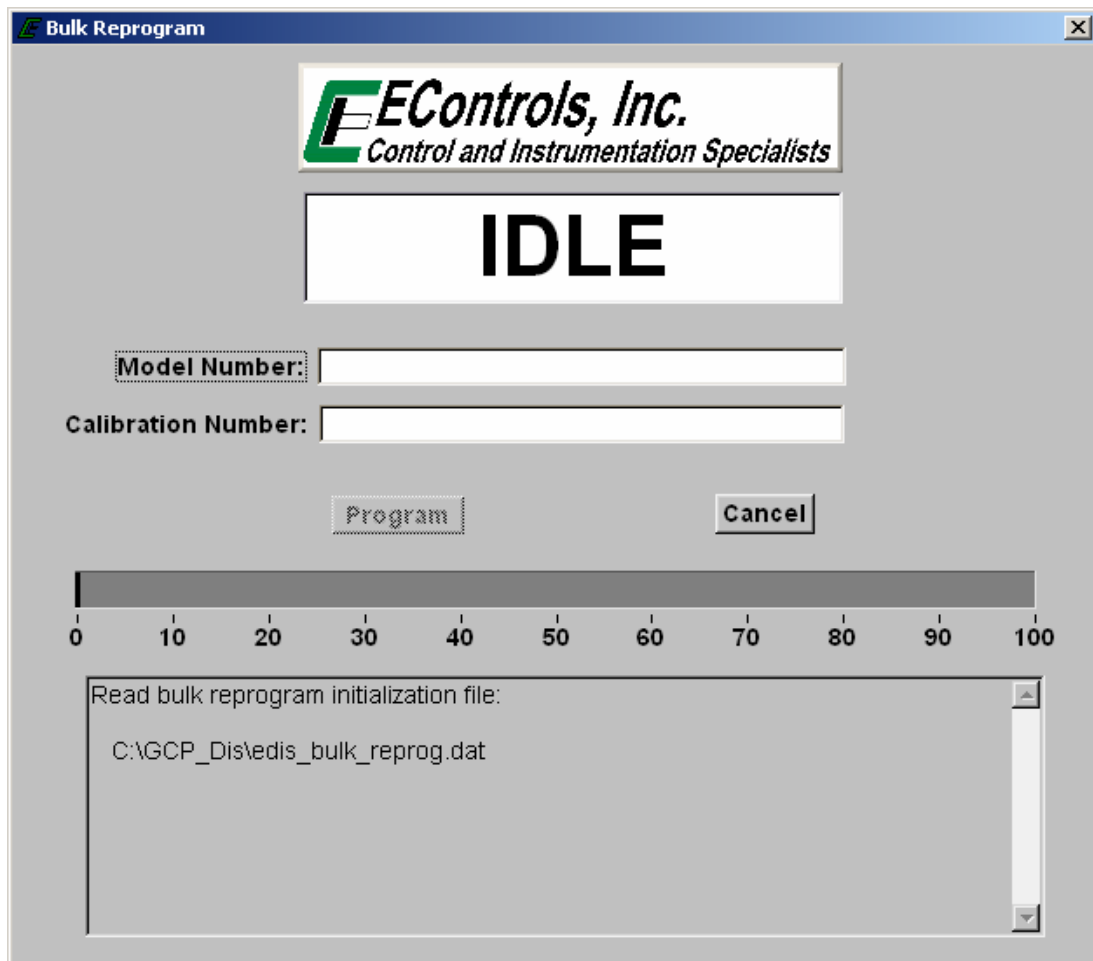 Bulk Reprogram
EControls, Inc.
Control and Instrumentation Specialists
IDLE
Model Number:
Calibration Number:
Program Cancel
0 10 20 30 40 50 60 70 80 90 100
Read bulk reprogram initialization file:
C:\GCP_Dis\edis_bulk_reprog.dat